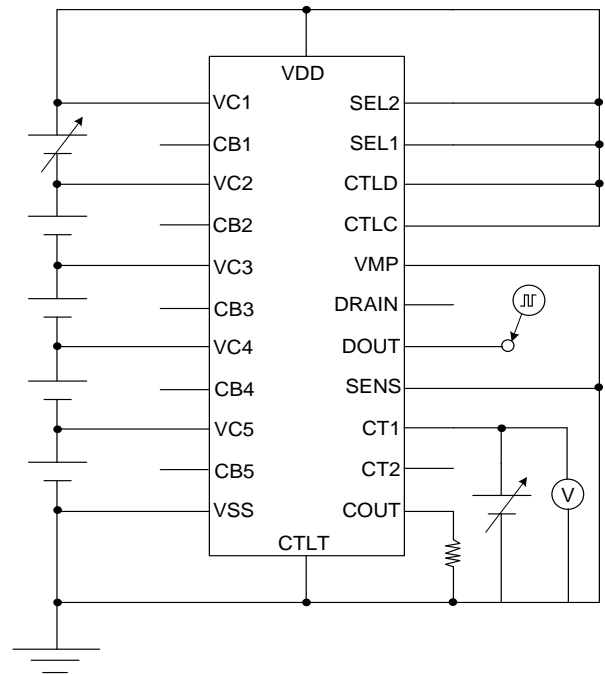 VDD
VC1 SEL2
CB1 SEL1
VC2 CTLD
CB2 CTLC
VC3 VMP
CB3 DRAIN
VC4 DOUT
CB4 SENS
VC5 CT1
CB5 CT2
VSS COUT
CTLT
V